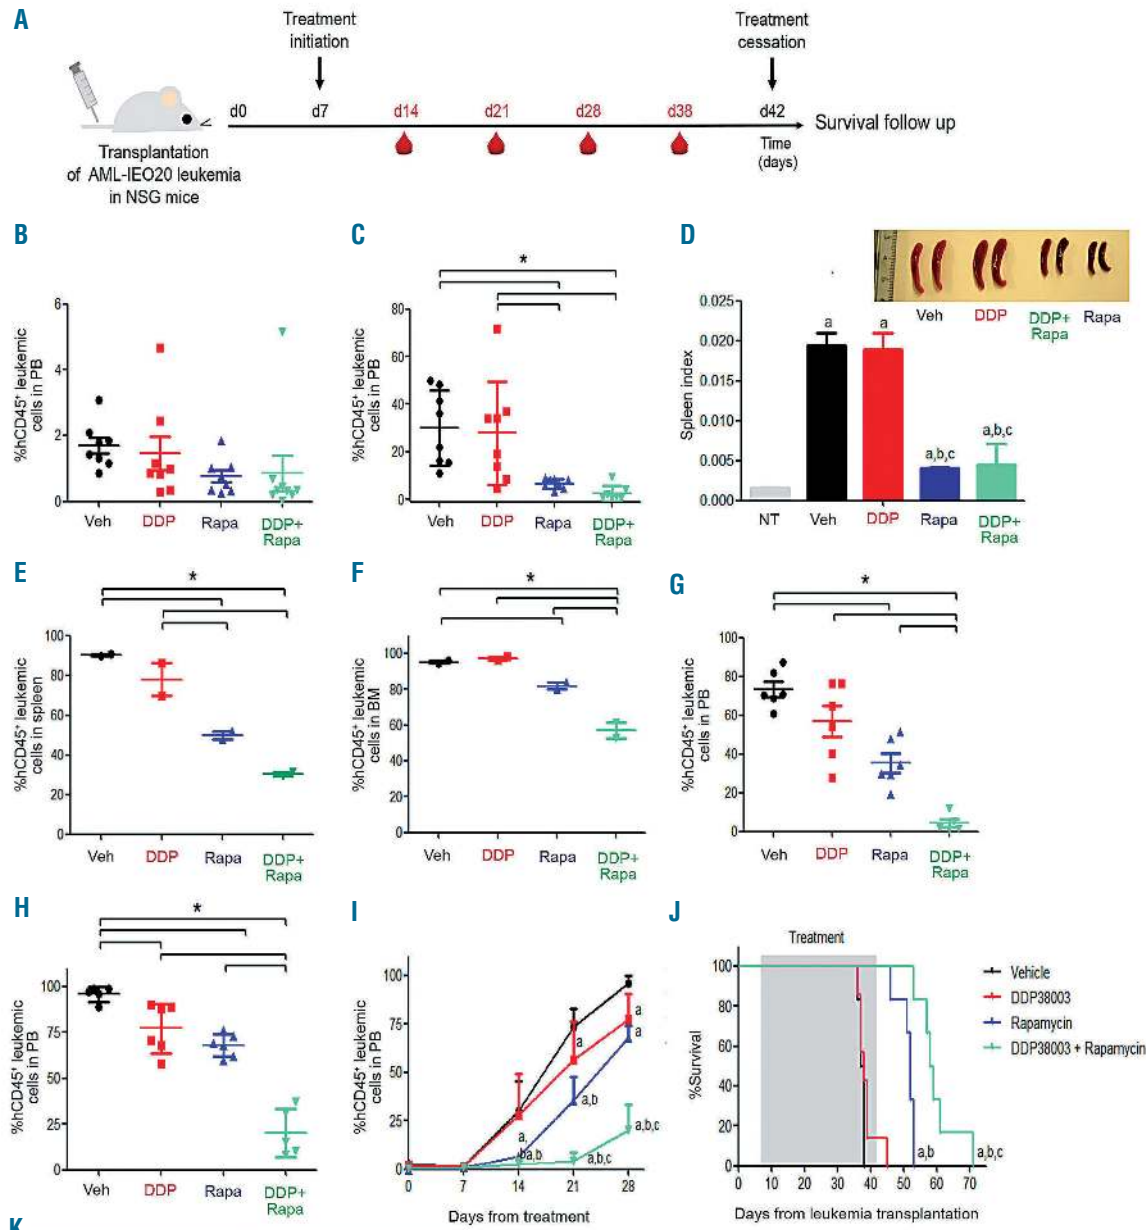 A
Treatment
initiation
Treatment
cessation
d0
d7
d14
d21
d28
d38
d42
Survival follow up
Time
(days)
Transplantation
of AML-IEO20 leukemia
in NSG mice
B
%hCD45+ leukemic
cells in PB
6
4
2
0
Veh
DDP
Rapa
DDP+
Rapa
C
*
%hCD45+ leukemic
cells in PB
80
60
40
20
0
Veh
DDP
Rapa
DDP+
Rapa
D
Veh
DDP
DDP+
Rapa
Rapa
Spleen index
0.025
0.020
0.015
0.010
0.005
0.000
a
a
a,b,c
a,b,c
NT
Veh
DDP
Rapa
DDP+
Rapa
E
*
%hCD45+ leukemic
cells in spleen
100
80
60
40
20
0
Veh
DDP
Rapa
DDP+
Rapa
F
*
%hCD45+ leukemic
cells in BM
100
80
60
40
20
0
Veh
DDP
Rapa
DDP+
Rapa
G
*
%hCD45+ leukemic
cells in PB
100
80
60
40
20
0
Veh
DDP
Rapa
DDP+
Rapa
H
*
%hCD45+ leukemic
cells in PB
100
75
50
25
0
Veh
DDP
Rapa
DDP+
Rapa
I
%hCD45+ leukemic
cells in PB
100
75
50
25
0
a
a
a
a,b
a,b,c
a,b,c
0
7
14
21
28
Days from treatment
J
Treatment
%Survival
100
80
60
40
20
0
a,b
a,b,c
0
10
20
30
40
50
60
70
Days from leukemia transplantation
Vehicle
DDP38003
Rapamycin
DDP38003 + Rapamycin
K